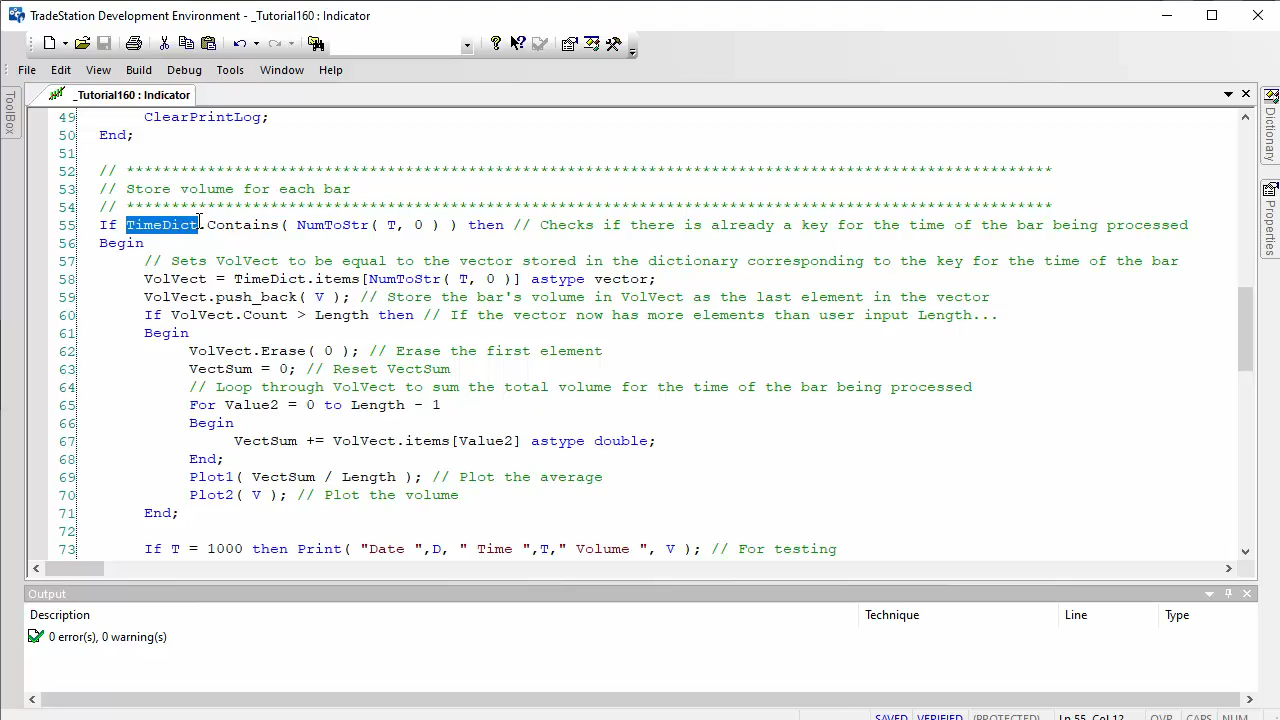 TradeStation Development Environment - _Tutorial160 : Indicator
File Edit View Build Debug Tools Window Help
_Tutorial160 : Indicator
ToolBox
Dictionary
Properties
49 ClearPrintLog;
50 End;
51
52 // *******************************************************************************************************
53 // Store volume for each bar
54 // *******************************************************************************************************
55 If TimeDict.Contains( NumToStr( T, 0 ) ) then // Checks if there is already a key for the time of the bar being processed
56 Begin
57 // Sets VolVect to be equal to the vector stored in the dictionary corresponding to the key for the time of the bar
58 VolVect = TimeDict.items[NumToStr( T, 0 )] astype vector;
59 VolVect.push_back( V ); // Store the bar's volume in VolVect as the last element in the vector
60 If VolVect.Count > Length then // If the vector now has more elements than user input Length...
61 Begin
62 VolVect.Erase( 0 ); // Erase the first element
63 VectSum = 0; // Reset VectSum
64 // Loop through VolVect to sum the total volume for the time of the bar being processed
65 For Value2 = 0 to Length - 1
66 Begin
67 VectSum += VolVect.items[Value2] astype double;
68 End;
69 Plot1( VectSum / Length ); // Plot the average
70 Plot2( V ); // Plot the volume
71 End;
72
73 If T = 1000 then Print( "Date ",D, " Time ",T," Volume ", V ); // For testing
Output
Description Technique Line Type
0 error(s), 0 warning(s)
SAVED VERIFIED (PROTECTED) Ln 55, Col 12 OVR CAPS NUM